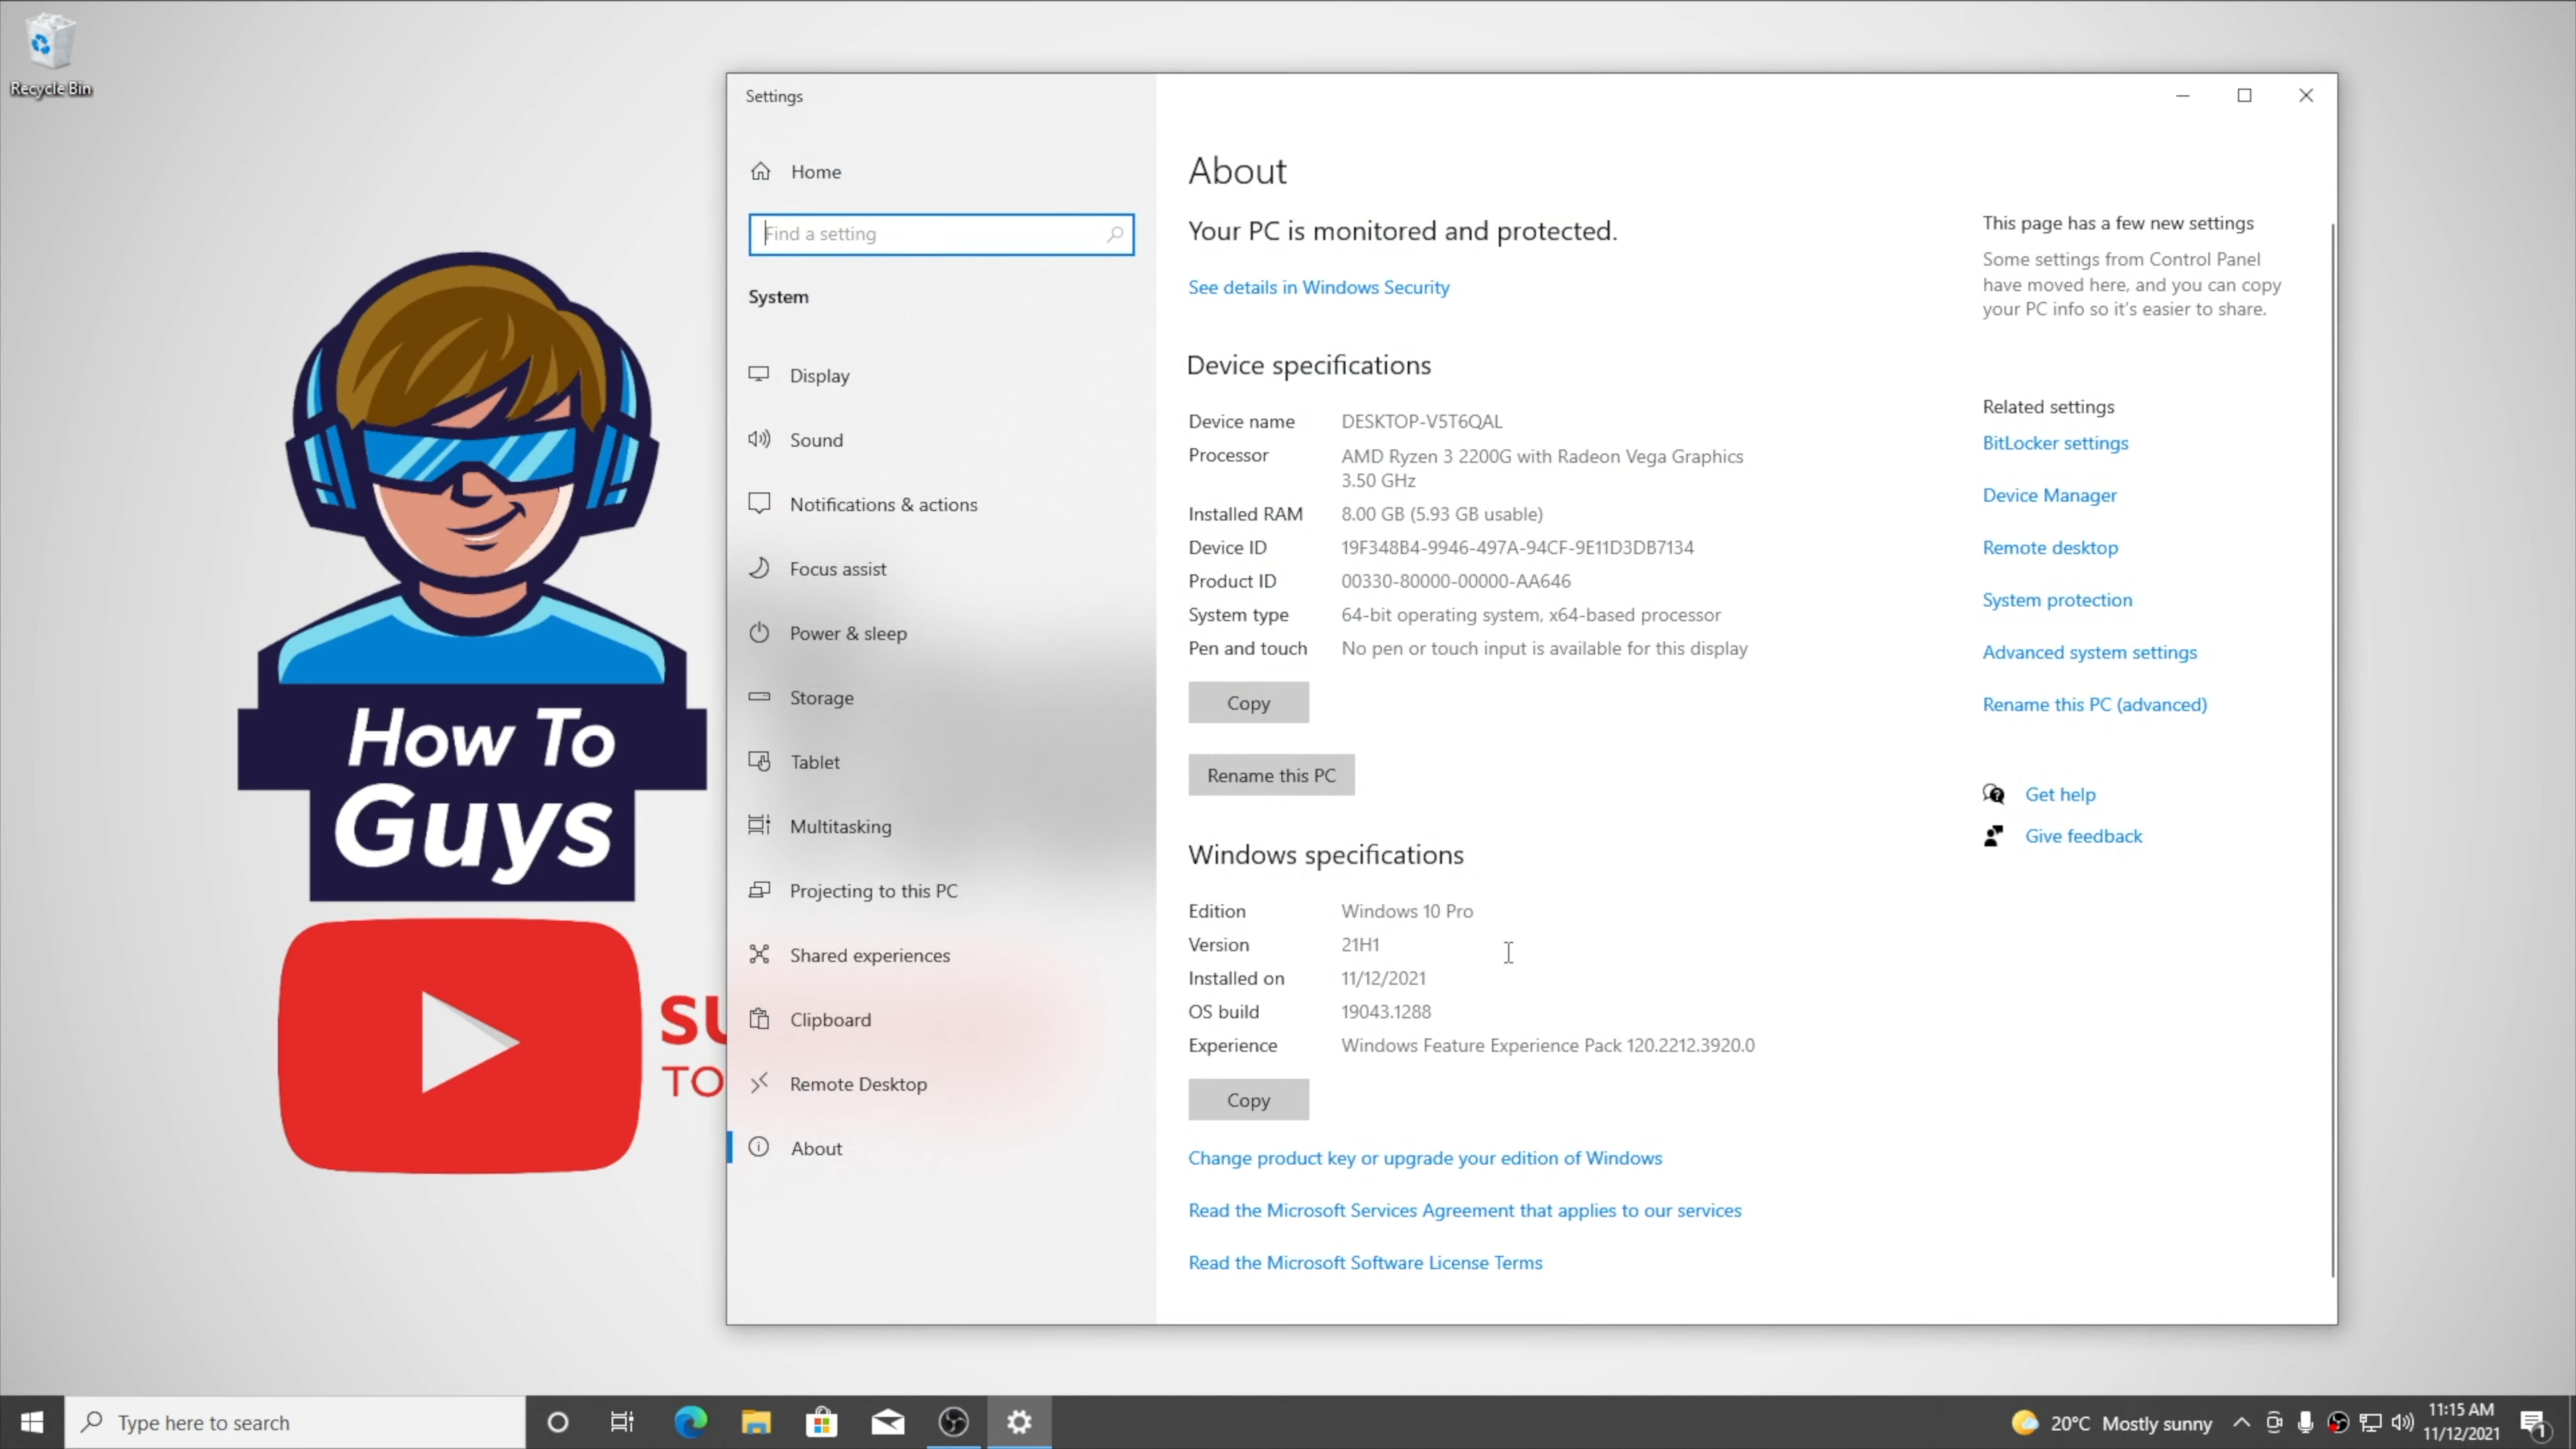 Recycle Bin
How To
Guys
SU
TO
Settings
Home
Find a setting
System
Display
Sound
Notifications & actions
Focus assist
Power & sleep
Storage
Tablet
Multitasking
Projecting to this PC
Shared experiences
Clipboard
Remote Desktop
About
About
Your PC is monitored and protected.
See details in Windows Security
Device specifications
Device name DESKTOP-V5T6QAL
Processor AMD Ryzen 3 2200G with Radeon Vega Graphics
3.50 GHz
Installed RAM 8.00 GB (5.93 GB usable)
Device ID 19F348B4-9946-497A-94CF-9E11D3DB7134
Product ID 00330-80000-00000-AA646
System type 64-bit operating system, x64-based processor
Pen and touch No pen or touch input is available for this display
Copy
Rename this PC
Windows specifications
Edition Windows 10 Pro
Version 21H1
Installed on 11/12/2021
OS build 19043.1288
Experience Windows Feature Experience Pack 120.2212.3920.0
Copy
Change product key or upgrade your edition of Windows
Read the Microsoft Services Agreement that applies to our services
Read the Microsoft Software License Terms
This page has a few new settings
Some settings from Control Panel
have moved here, and you can copy
your PC info so it's easier to share.
Related settings
BitLocker settings
Device Manager
Remote desktop
System protection
Advanced system settings
Rename this PC (advanced)
Get help
Give feedback
Type here to search
20°C Mostly sunny
11:15 AM
11/12/2021
1